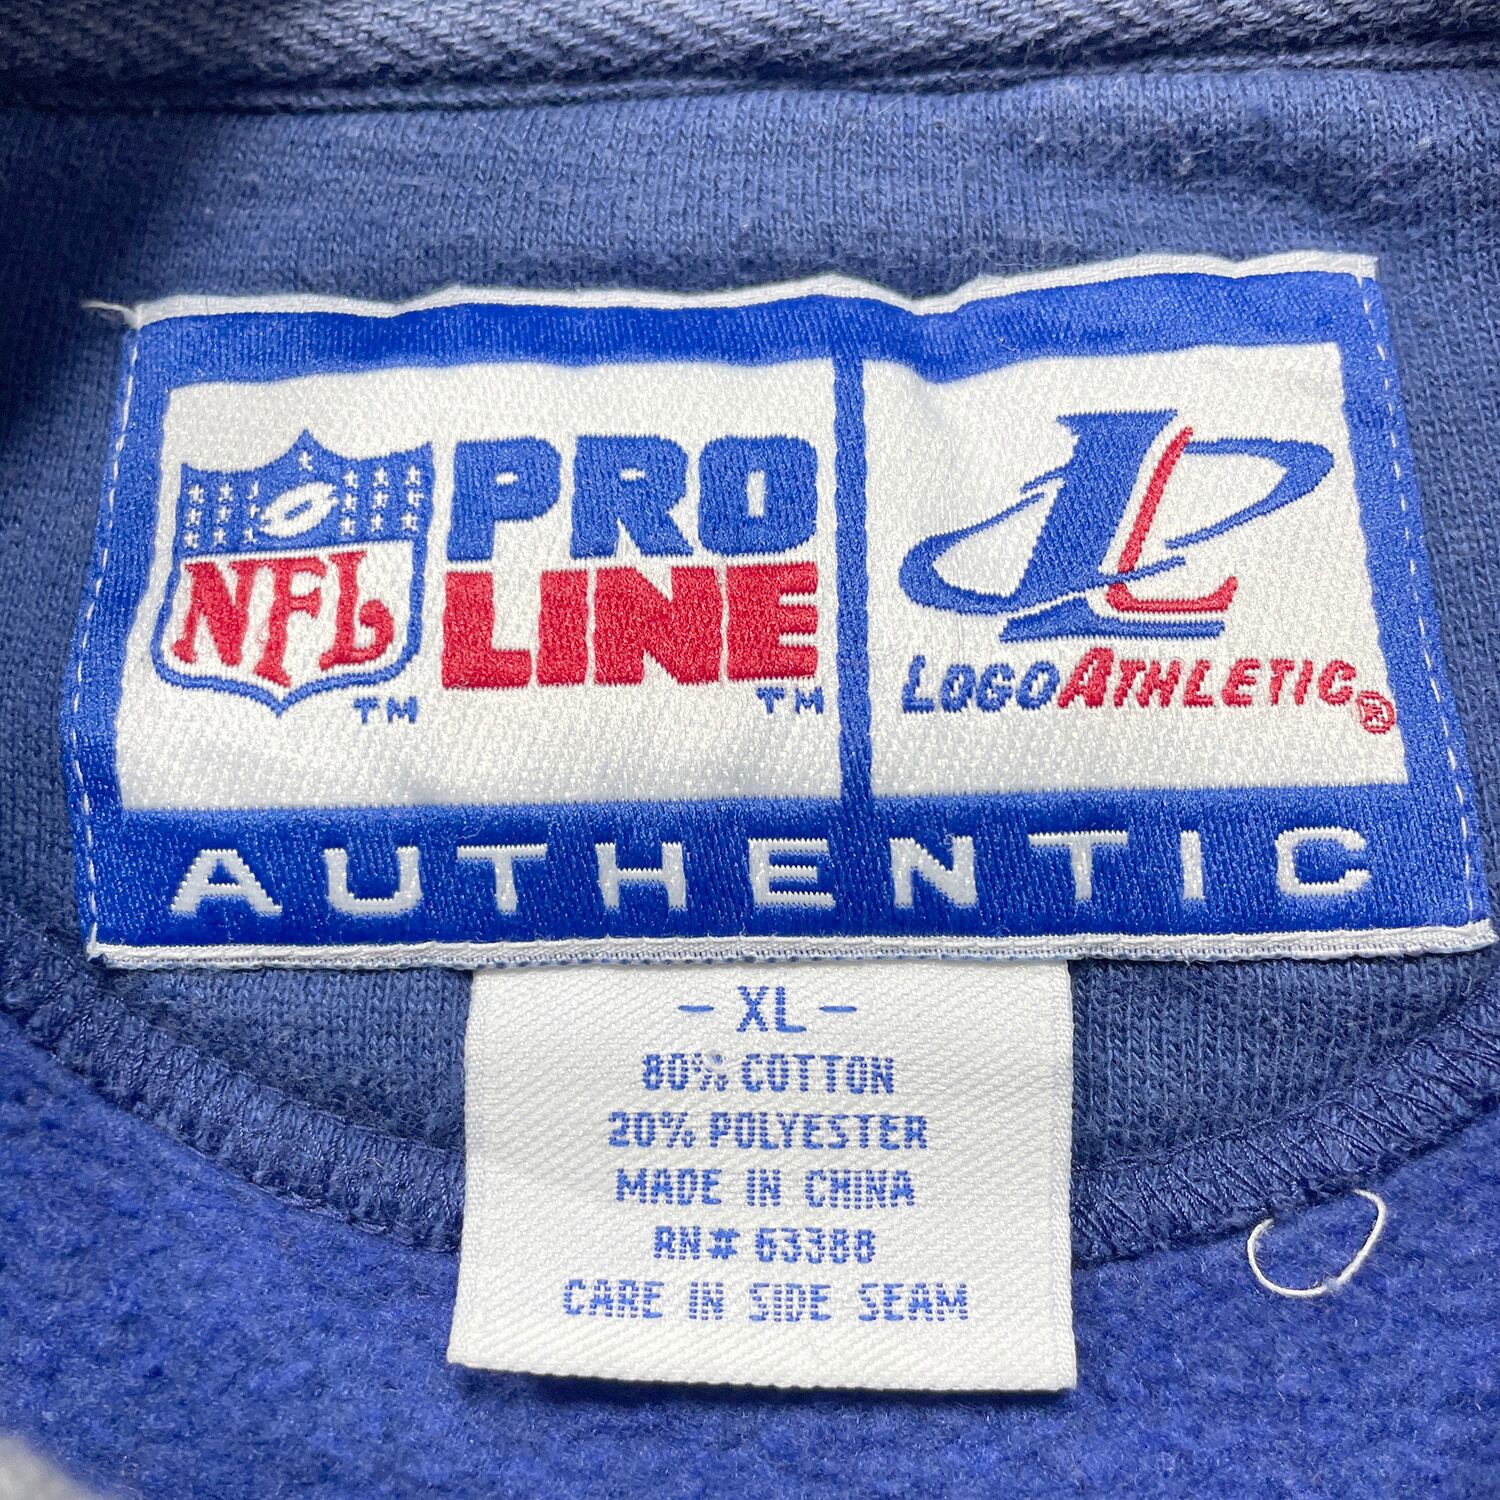 NFL
TM
PRO
LINE
TM
LOGOATHLETIC®
AUTHENTIC
- XL -
80% COTTON
20% POLYESTER
MADE IN CHINA
RN# 63388
CARE IN SIDE SEAM